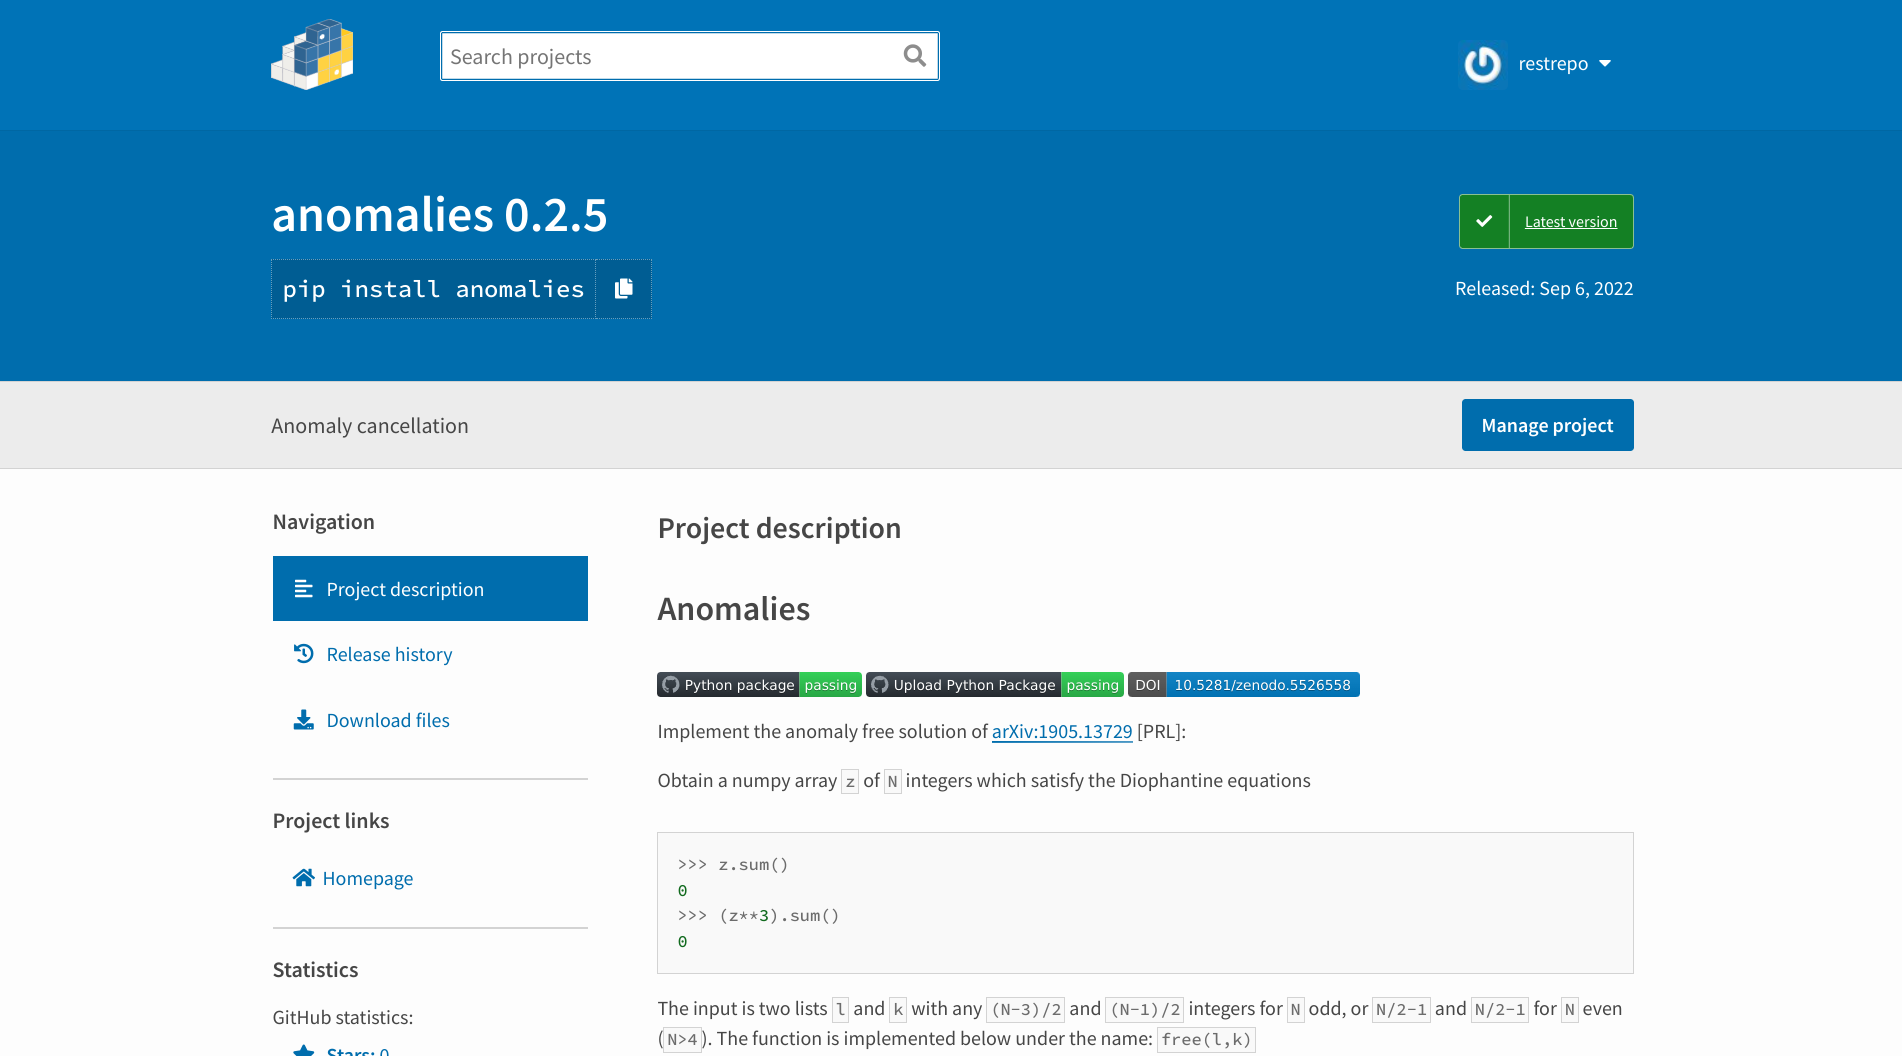 Search projects
restrepo
anomalies 0.2.5
pip install anomalies
Latest version
Released: Sep 6, 2022
Anomaly cancellation
Manage project
Navigation
Project description
Release history
Download files
Project links
Homepage
Statistics
GitHub statistics:
Stars: 0
Project description
Anomalies
Python package passing Upload Python Package passing DOI 10.5281/zenodo.5526558
Implement the anomaly free solution of arXiv:1905.13729 [PRL]:
Obtain a numpy array z of N integers which satisfy the Diophantine equations
>>> z.sum()
0
>>> (z**3).sum()
0
The input is two lists l and k with any (N-3)/2 and (N-1)/2 integers for N odd, or N/2-1 and N/2-1 for N even
(N>4). The function is implemented below under the name: free(l,k)